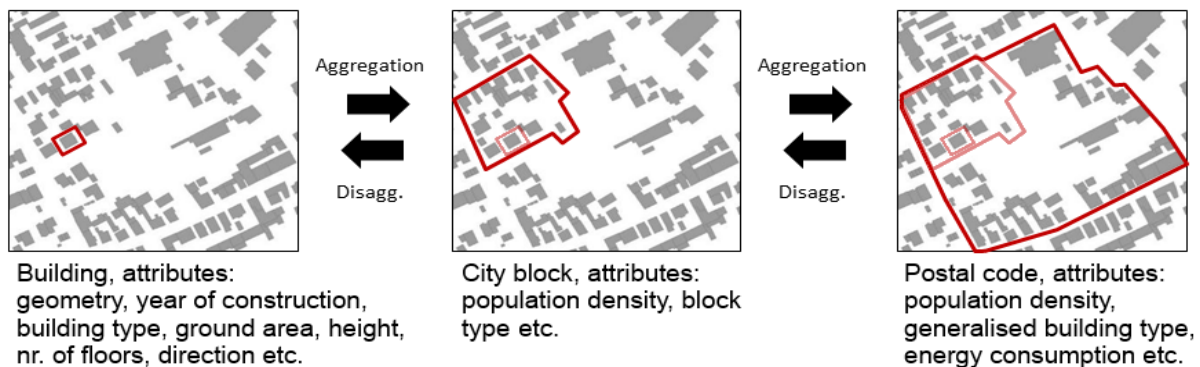 Aggregation
Disagg.
Aggregation
Disagg.
Building, attributes:
geometry, year of construction,
building type, ground area, height,
nr. of floors, direction etc.
City block, attributes:
population density, block
type etc.
Postal code, attributes:
population density,
generalised building type,
energy consumption etc.